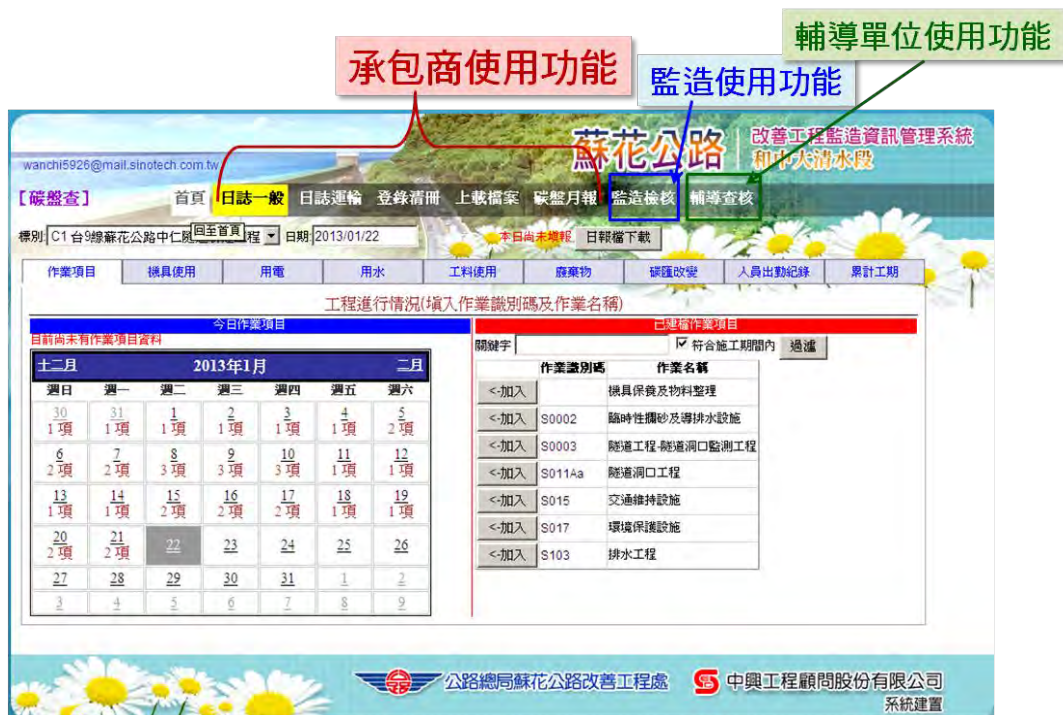 輔導單位使用功能
承包商使用功能
監造使用功能
蘇花公路 改善工程監造資訊管理系統
和中大清水段
wanchi5926@mail.sinotech.com.tw
【碳盤查】 首頁 日誌一般 日誌運輸 登錄清冊 上載檔案 碳盤月報 監造檢核 輔導查核
標別: C1 台9線蘇花公路中仁隧道 程 日期: 2013/01/22 本日尚未填報 日報檔下載
回至首頁
作業項目 機具使用 用電 用水 工料使用 廢棄物 碳匯改變 人員出勤紀錄 累計工期
工程進行情況(填入作業識別碼及作業名稱)
今日作業項目 已建檔作業項目
目前尚未有作業項目資料
關鍵字 符合施工期間內 過濾
十二月 2013年1月 二月
週日 週一 週二 週三 週四 週五 週六
30 31 1 2 3 4 5
1項 1項 1項 1項 1項 1項 2項
6 7 8 9 10 11 12
2項 2項 3項 3項 3項 1項 1項
13 14 15 16 17 18 19
1項 1項 1項 2項 2項 1項 1項
20 21 22 23 24 25 26
2項 2項
27 28 29 30 31 1 2
3 4 5 6 7 8 9
作業識別碼 作業名稱
<-加入 機具保養及物料整理
<-加入 S0002 臨時性攔砂及導排水設施
<-加入 S0003 隧道工程-隧道洞口監測工程
<-加入 S011Aa 隧道洞口工程
<-加入 S015 交通維持設施
<-加入 S017 環境保護設施
<-加入 S103 排水工程
公路總局蘇花公路改善工程處 中興工程顧問股份有限公司
系統建置